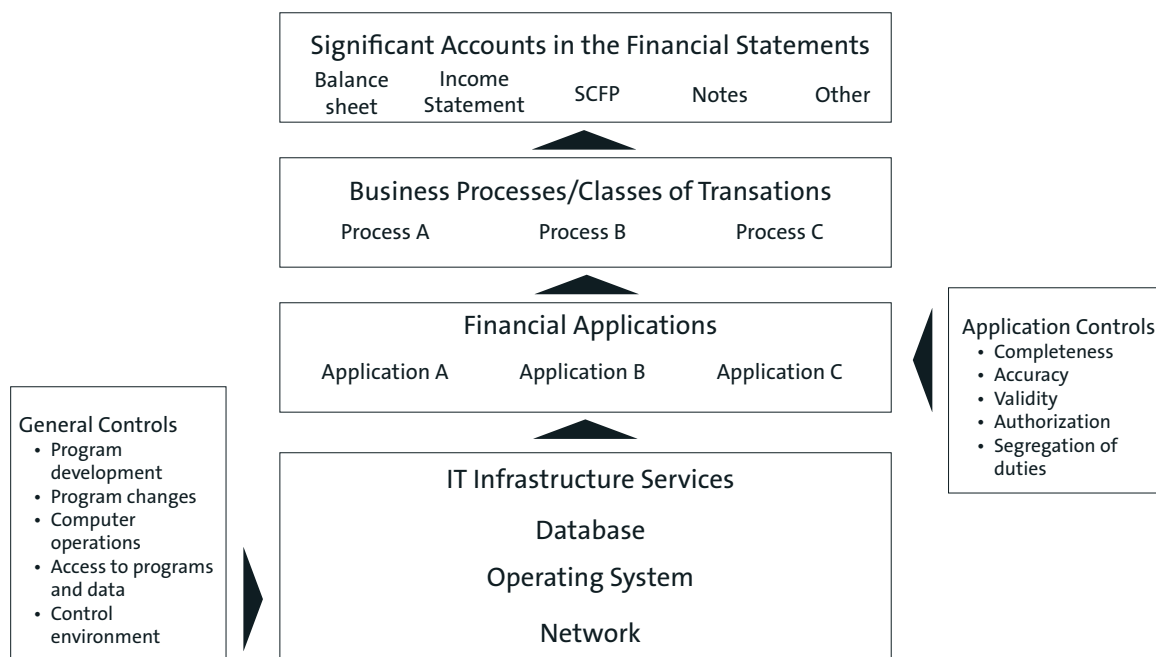 Significant Accounts in the Financial Statements
Balance
sheet
Income
Statement
SCFP
Notes
Other
Business Processes/Classes of Transations
Process A
Process B
Process C
Financial Applications
Application A
Application B
Application C
Application Controls
• Completeness
• Accuracy
• Validity
• Authorization
• Segregation of
duties
General Controls
• Program
development
• Program changes
• Computer
operations
• Access to programs
and data
• Control
environment
IT Infrastructure Services
Database
Operating System
Network